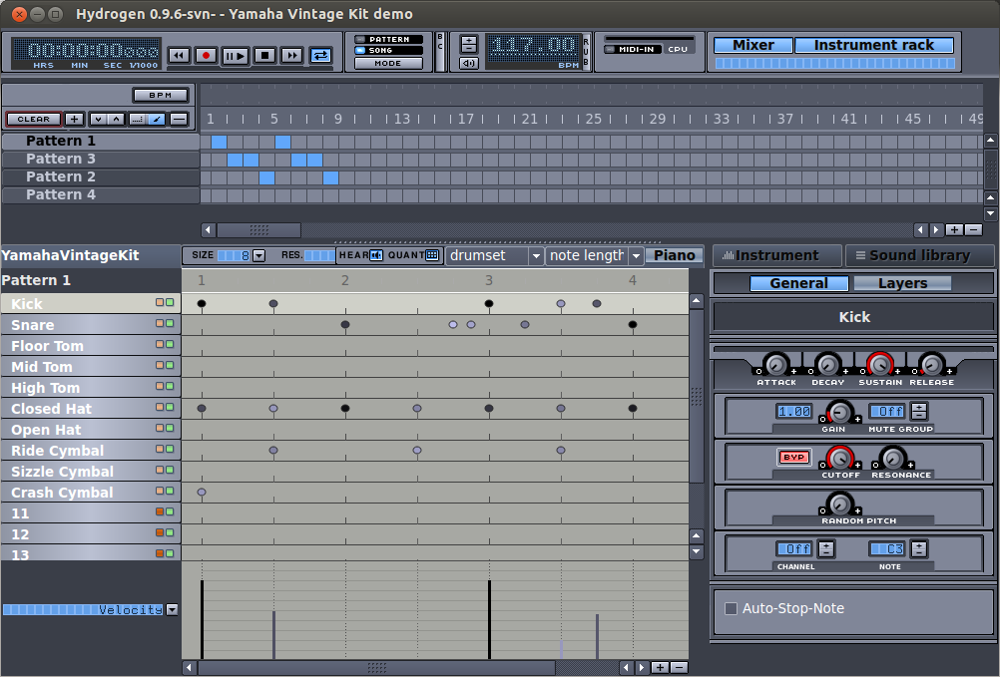 Hydrogen 0.9.6-svn- - Yamaha Vintage Kit demo
00:00:00000
HRS MIN SEC 1/1000
PATTERN
SONG
MODE
BC
117.00
BPM
RUB
MIDI-IN CPU
Mixer Instrument rack
BPM
CLEAR
1 5 9 13 17 21 25 29 33 37 41 45 49
Pattern 1
Pattern 3
Pattern 2
Pattern 4
YamahaVintageKit
SIZE 8 RES. HEAR QUANT drumset note length Piano
Instrument Sound library
Pattern 1
1 2 3 4
General Layers
Kick
Snare
Floor Tom
Mid Tom
High Tom
Closed Hat
Open Hat
Ride Cymbal
Sizzle Cymbal
Crash Cymbal
11
12
13
Velocity
Kick
ATTACK DECAY SUSTAIN RELEASE
1.00 Off
GAIN MUTE GROUP
BYP
CUTOFF RESONANCE
RANDOM PITCH
Off C3
CHANNEL NOTE
Auto-Stop-Note